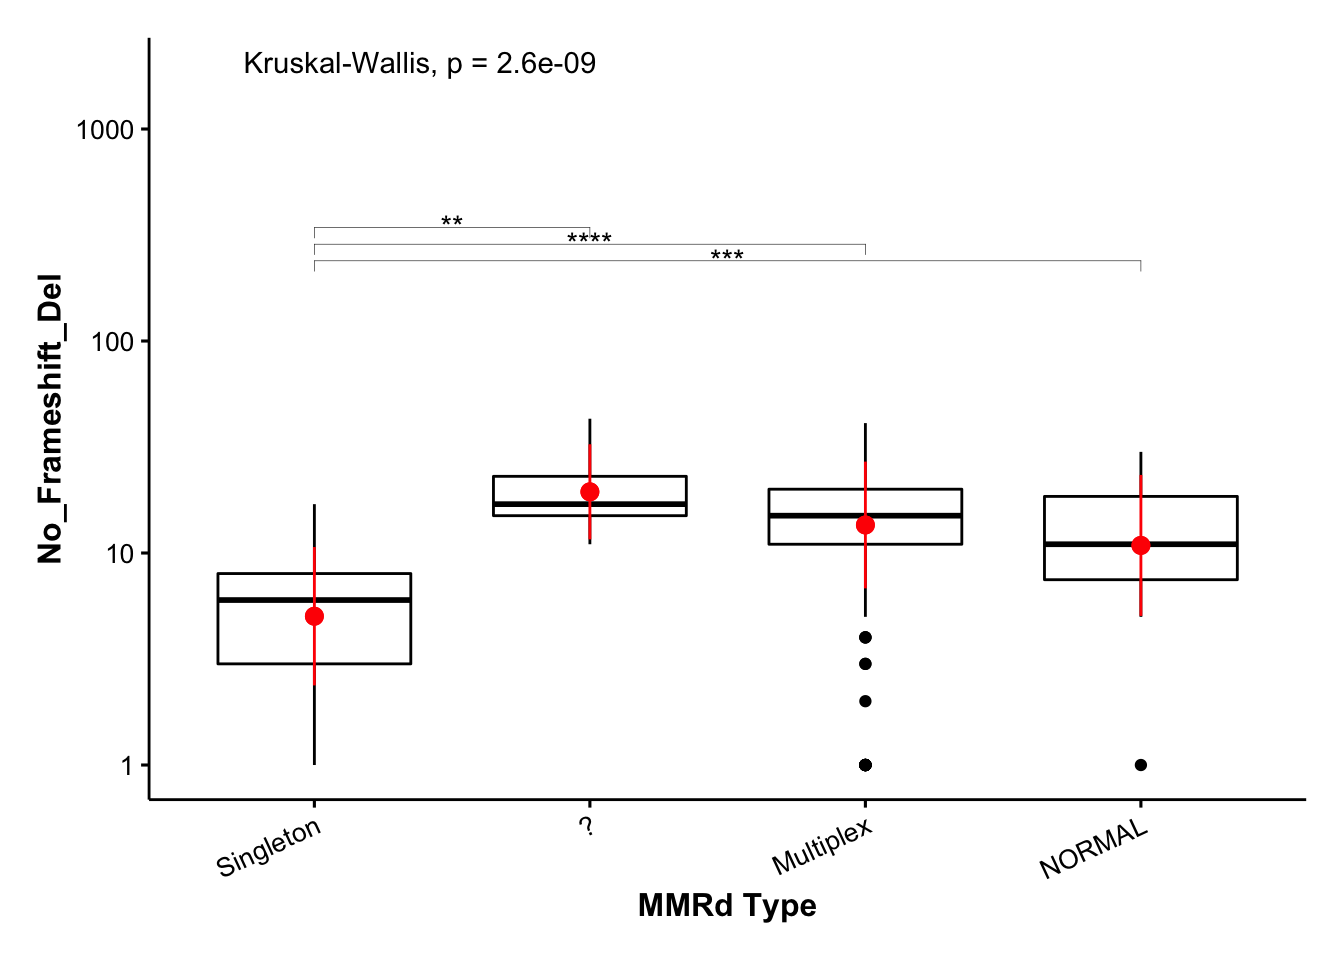 Kruskal-Wallis, p = 2.6e-09
No_Frameshift_Del
1000
100
10
1
**
****
***
Singleton
?
Multiplex
NORMAL
MMRd Type